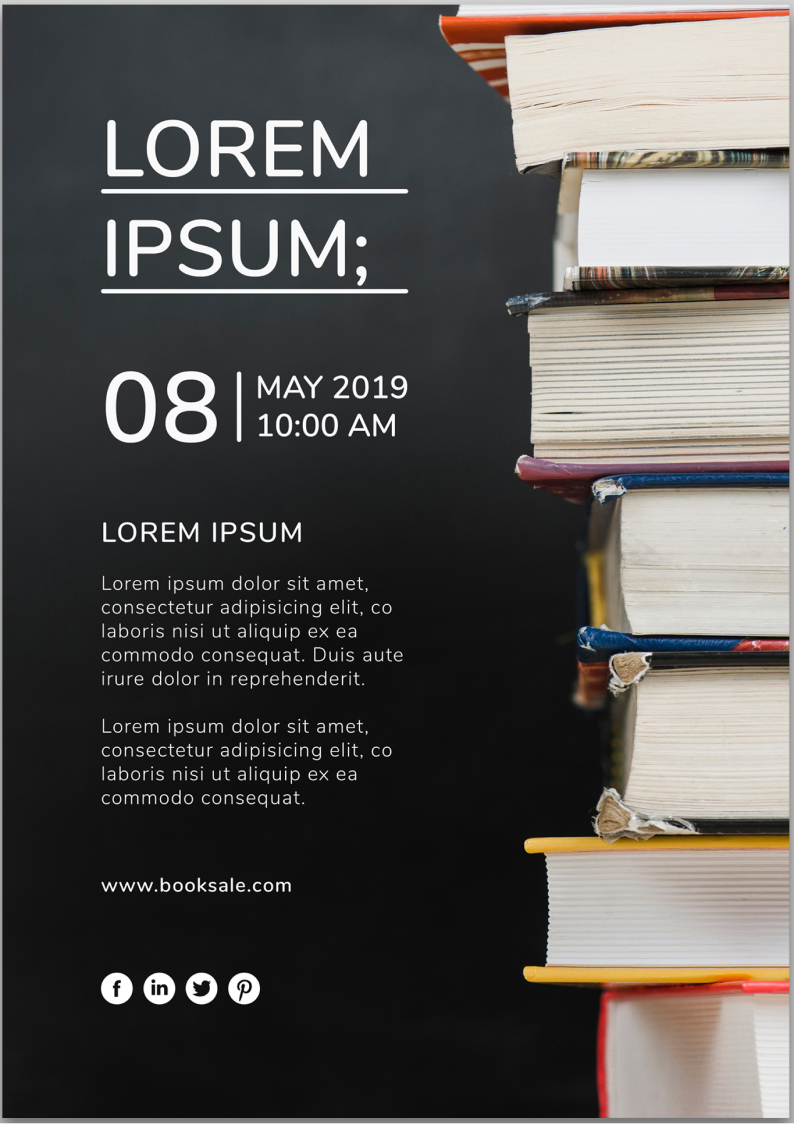 LOREM
IPSUM;
08
MAY 2019
10:00 AM
LOREM IPSUM
Lorem ipsum dolor sit amet,
consectetur adipisicing elit, co
laboris nisi ut aliquip ex ea
commodo consequat. Duis aute
irure dolor in reprehenderit.
Lorem ipsum dolor sit amet,
consectetur adipisicing elit, co
laboris nisi ut aliquip ex ea
commodo consequat.
www.booksale.com